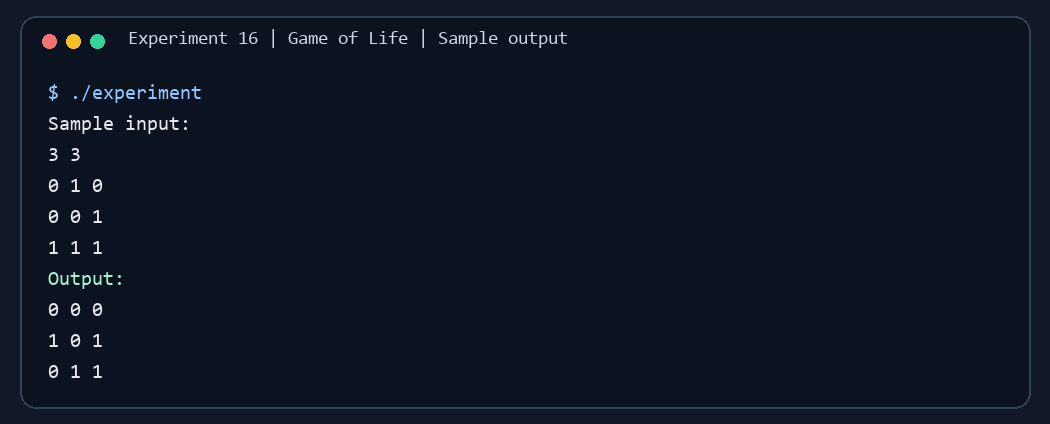 Experiment 16 | Game of Life | Sample output
$ ./experiment
Sample input:
3 3
0 1 0
0 0 1
1 1 1
Output:
0 0 0
1 0 1
0 1 1